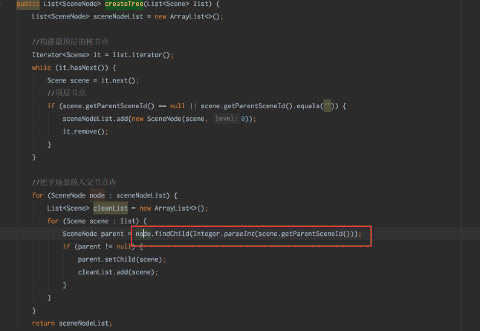 public List<SceneNode> createTree(List<Scene> list) {
List<SceneNode> sceneNodeList = new ArrayList<>();
//构建最顶层的树节点
Iterator<Scene> it = list.iterator();
while (it.hasNext()) {
Scene scene = it.next();
//顶层节点
if (scene.getParentSceneId() == null || scene.getParentSceneId().equals("")) {
sceneNodeList.add(new SceneNode(scene, level: 0));
it.remove();
}
}
//把子场景放入父节点内
for (SceneNode node : sceneNodeList) {
List<Scene> cleanList = new ArrayList<>();
for (Scene scene : list) {
SceneNode parent = node.findChild(Integer.parseInt(scene.getParentSceneId()));
if (parent != null) {
parent.setChild(scene);
cleanList.add(scene);
}
}
}
return sceneNodeList;